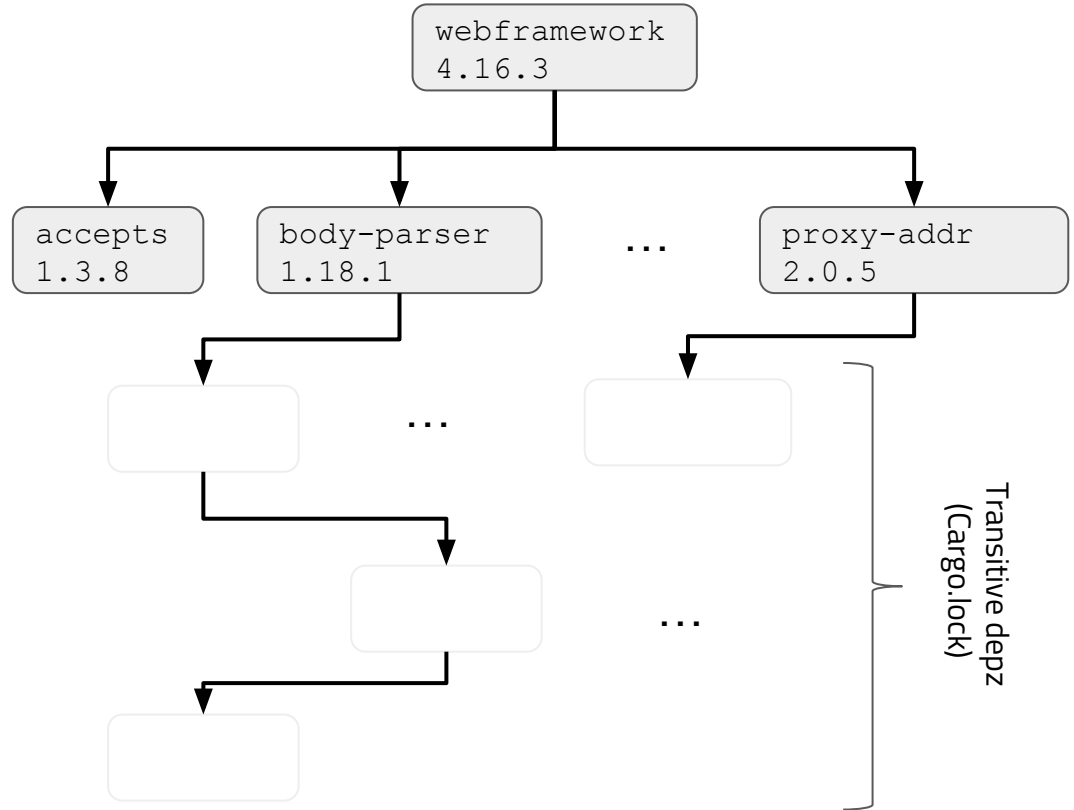 webframework
4.16.3
accepts
1.3.8
body-parser
1.18.1
...
proxy-addr
2.0.5
...
...
Transitive depz
(Cargo.lock)